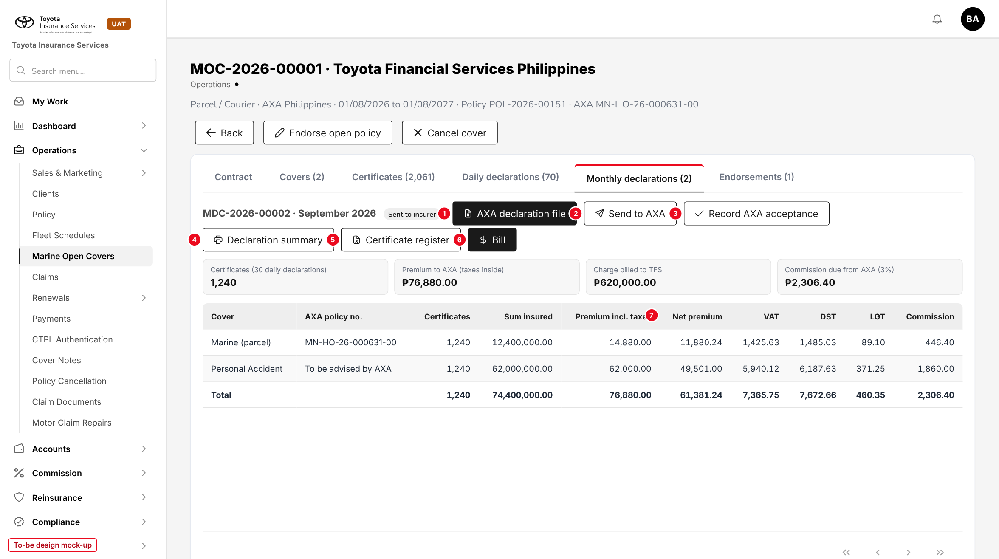 Toyota
Insurance Services
UAT
Toyota Insurance Services
Search menu...
My Work
Dashboard
Operations
Sales & Marketing
Clients
Policy
Fleet Schedules
Marine Open Covers
Claims
Renewals
Payments
CTPL Authentication
Cover Notes
Policy Cancellation
Claim Documents
Motor Claim Repairs
Accounts
Commission
Reinsurance
Compliance
To-be design mock-up
BA
MOC-2026-00001 · Toyota Financial Services Philippines
Operations
Parcel / Courier · AXA Philippines · 01/08/2026 to 01/08/2027 · Policy POL-2026-00151 · AXA MN-HO-26-000631-00
Back Endorse open policy Cancel cover
Contract Covers (2) Certificates (2,061) Daily declarations (70) Monthly declarations (2) Endorsements (1)
MDC-2026-00002 · September 2026 Sent to insurer 1 AXA declaration file 2 Send to AXA 3 Record AXA acceptance
4 Declaration summary 5 Certificate register 6 Bill
Certificates (30 daily declarations) Premium to AXA (taxes inside) Charge billed to TFS Commission due from AXA (3%)
1,240 ₱76,880.00 ₱620,000.00 ₱2,306.40
Cover AXA policy no. Certificates Sum insured Premium incl. taxe 7 Net premium VAT DST LGT Commission
Marine (parcel) MN-HO-26-000631-00 1,240 12,400,000.00 14,880.00 11,880.24 1,425.63 1,485.03 89.10 446.40
Personal Accident To be advised by AXA 1,240 62,000,000.00 62,000.00 49,501.00 5,940.12 6,187.63 371.25 1,860.00
Total 1,240 74,400,000.00 76,880.00 61,381.24 7,365.75 7,672.66 460.35 2,306.40